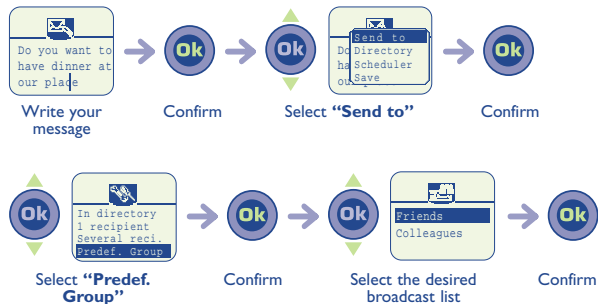 Do you want to
have dinner at
our place
Ok
Ok
Send to
Do Directory
ha Scheduler
ou Save
Ok
Write your
message
Confirm
Select "Send to"
Confirm
Ok
In directory
1 recipient
Several reci.
Predef. Group
Ok
Ok
Friends
Colleagues
Ok
Select "Predef.
Group"
Confirm
Select the desired
broadcast list
Confirm